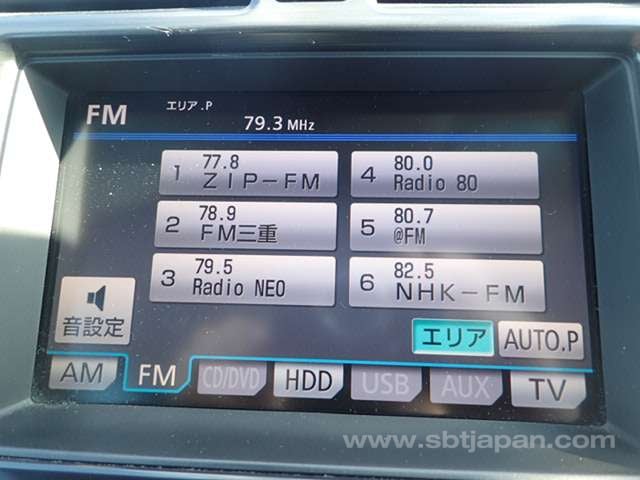 FM エリア.P
79.3 MHz
1 77.8 ZIP-FM
2 78.9 FM三重
3 79.5 Radio NEO
4 80.0 Radio 80
5 80.7 @FM
6 82.5 NHK-FM
音設定
エリア AUTO.P
AM FM CD/DVD HDD USB AUX TV
www.sbtjapan.com